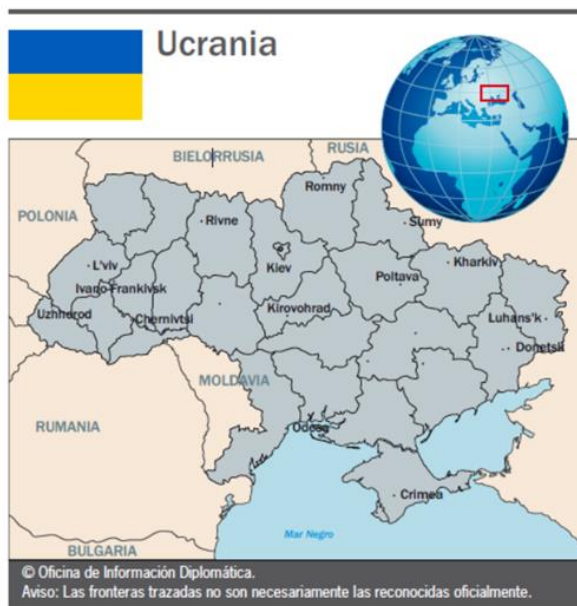 Ucrania
BIELORRUSIA
RUSIA
Romny
POLONIA
Rivne
Sumy
L'viv
Kiev
Kharkiv
Ivano-Frankivsk
Poltava
Uzhhorod
Chernivtsi
Kirovohrad
Luhans'k
Donetsk
MOLDAVIA
RUMANIA
Odesa
Crimea
Mar Negro
BULGARIA
© Oficina de Información Diplomática.
Aviso: Las fronteras trazadas no son necesariamente las reconocidas oficialmente.